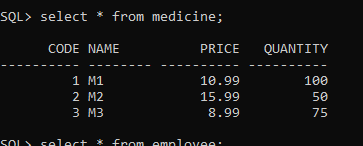 SQL> select * from medicine;
CODE NAME PRICE QUANTITY
---------- -------- ---------- ----------
1 M1 10.99 100
2 M2 15.99 50
3 M3 8.99 75
SQL> select * from employee;